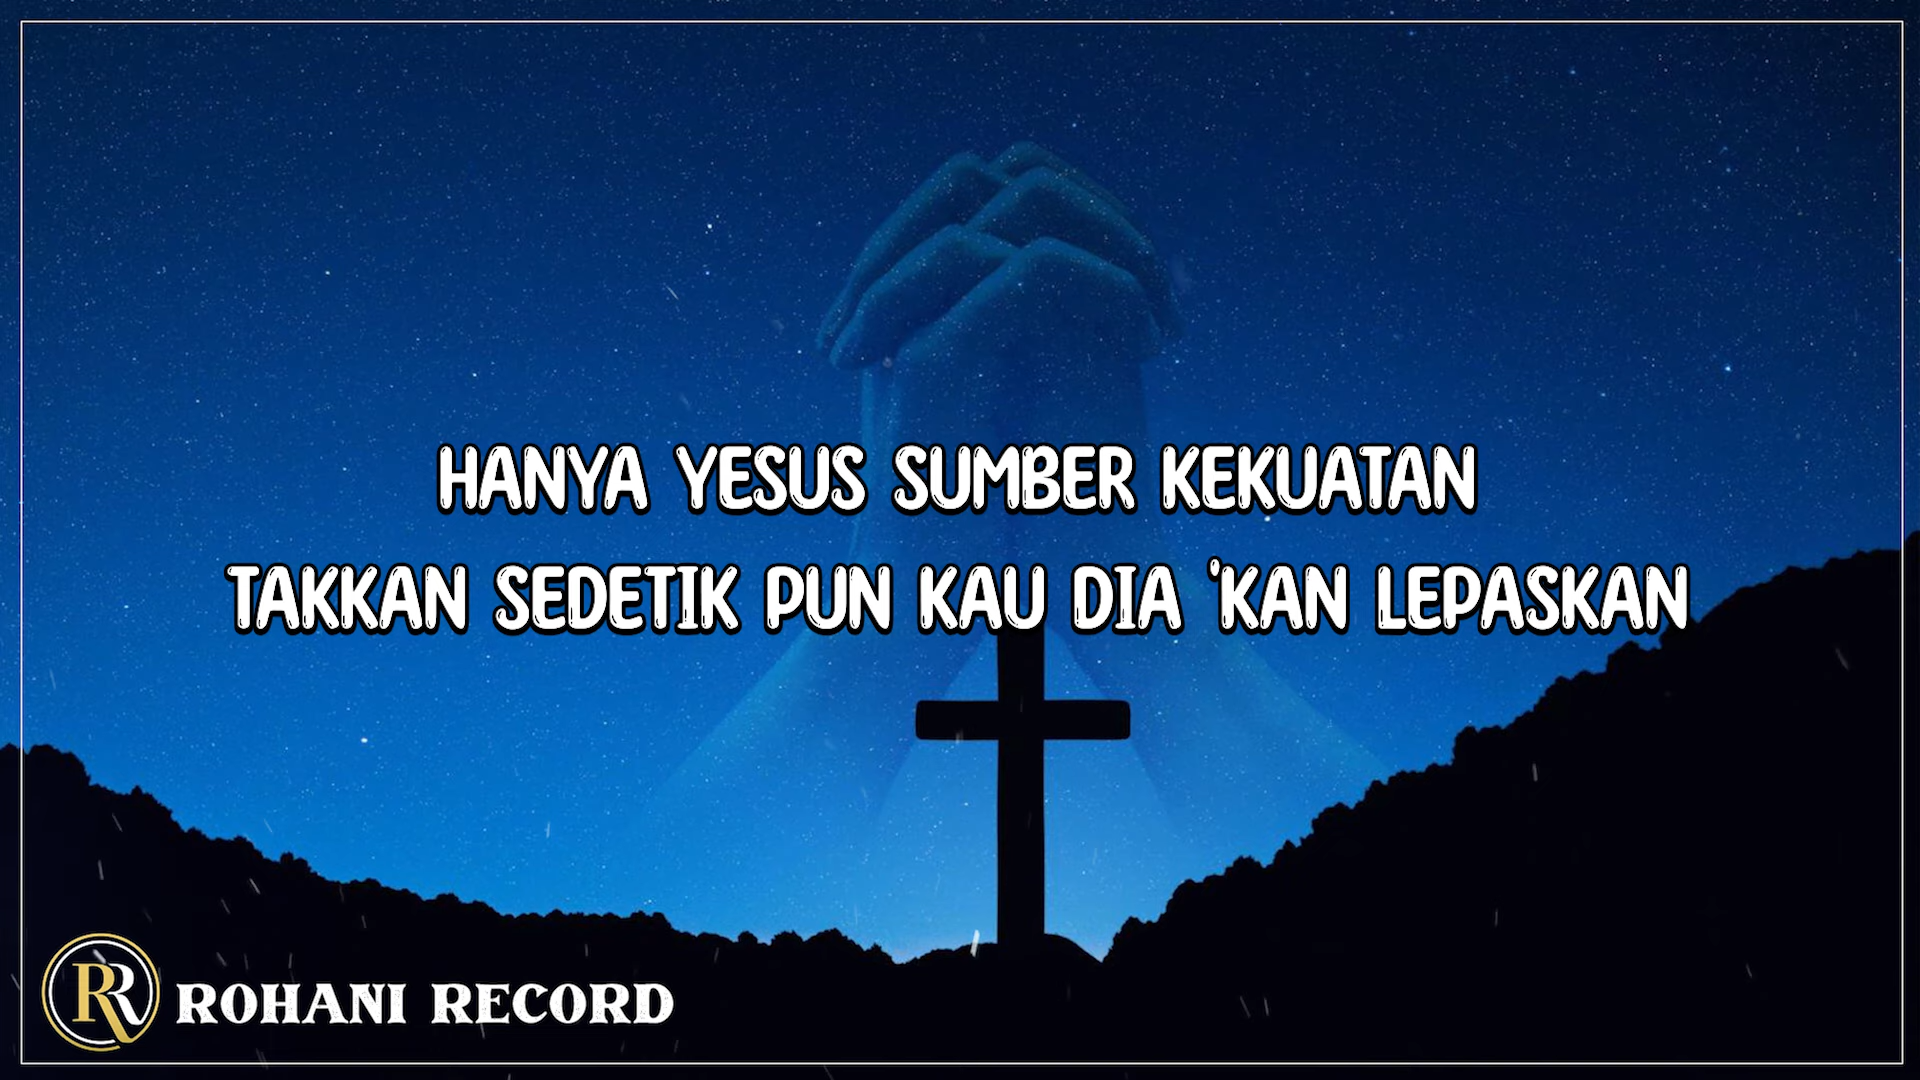 HANYA YESUS SUMBER KEKUATAN
TAKKAN SEDETIK PUN KAU DIA 'KAN LEPASKAN
RR ROHANI RECORD